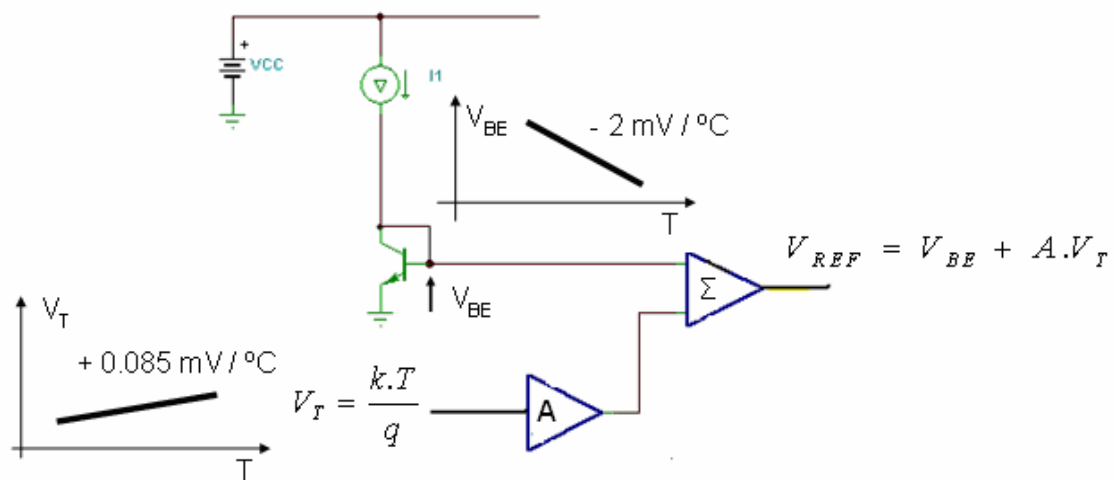 +
VCC
I1
V_BE
- 2 mV / ºC
T
V_REF = V_BE + A.V_T
Σ
V_BE
V_T
+ 0.085 mV / ºC
V_T = k.T / q
A
T